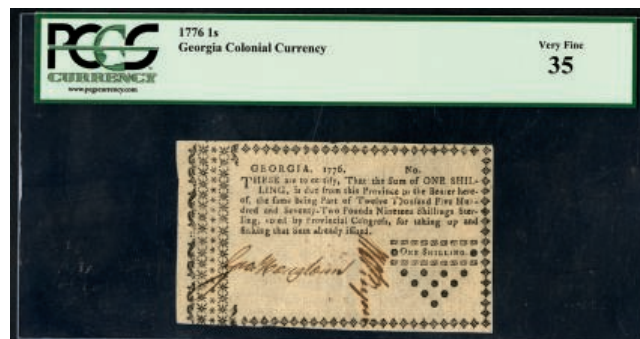 PCGS
CURRENCY
www.pcgscurrency.com
1776 1s
Georgia Colonial Currency
Very Fine
35
GEORGIA, 1776. No.
THESE are to certify, That the Sum of ONE SHIL-
LING, is due from this Province to the Bearer here-
of, the same being Part of Twelve Thousand Five Hun-
dred and Seventy-Two Pounds Nineteen Shillings Ster-
ling, voted by Provincial Congress, for taking up and
sinking that Sum already issued.
ONE SHILLING.